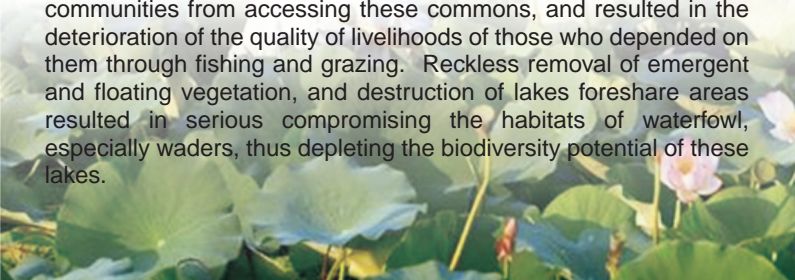 communities from accessing these commons, and resulted in the
deterioration of the quality of livelihoods of those who depended on
them through fishing and grazing. Reckless removal of emergent
and floating vegetation, and destruction of lakes foreshare areas
resulted in serious compromising the habitats of waterfowl,
especially waders, thus depleting the biodiversity potential of these
lakes.